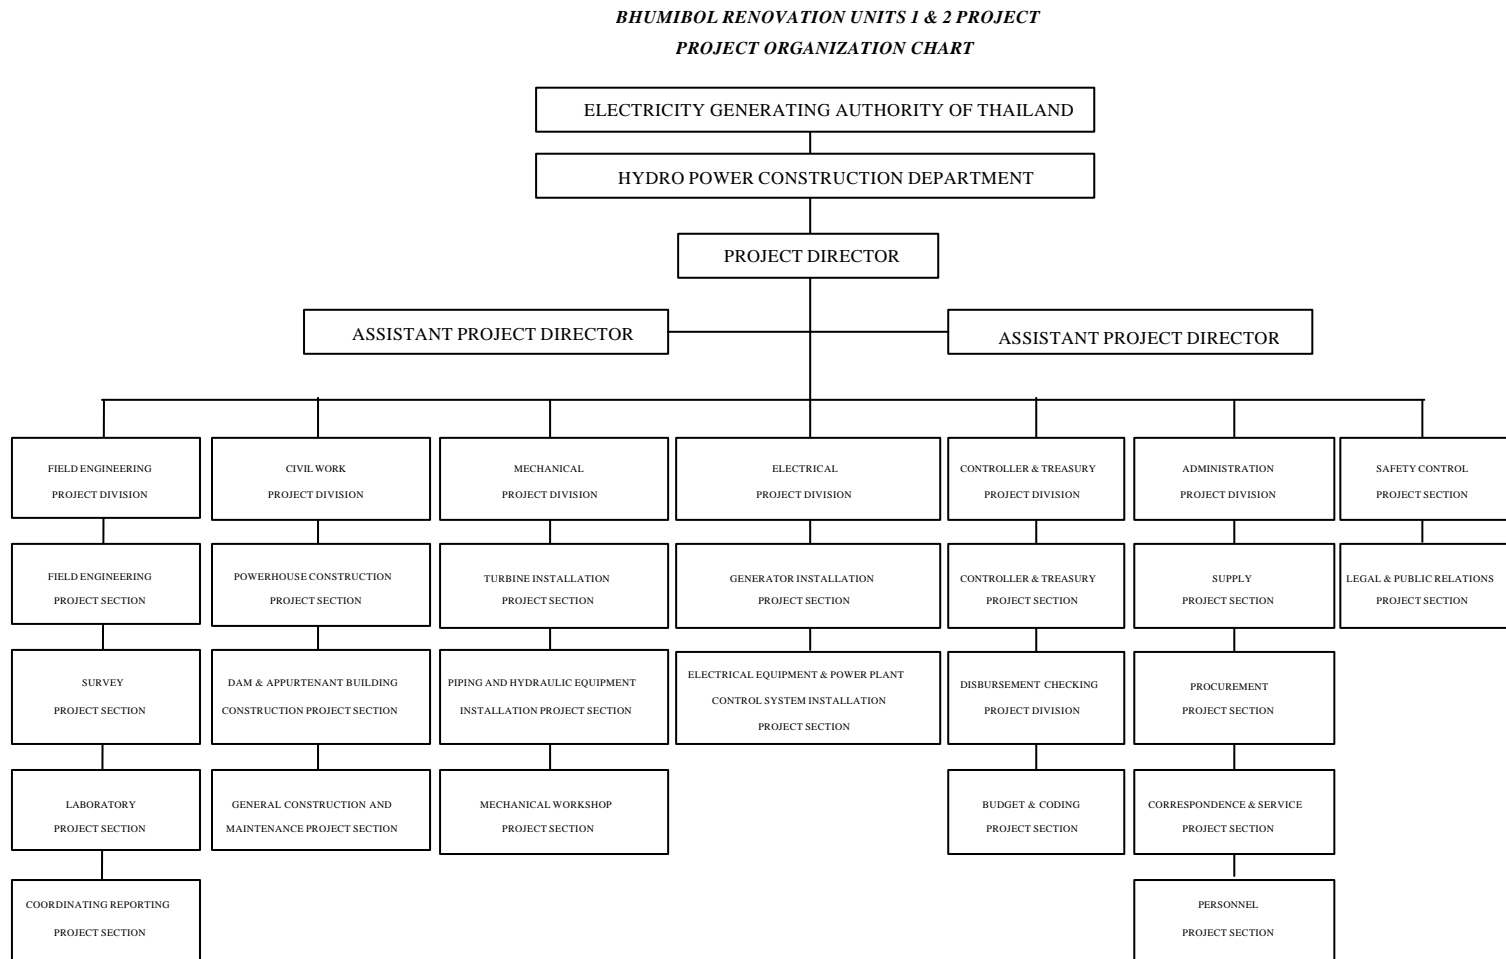 BHUMIBOL RENOVATION UNITS 1 & 2 PROJECT
PROJECT ORGANIZATION CHART
ELECTRICITY GENERATING AUTHORITY OF THAILAND
HYDRO POWER CONSTRUCTION DEPARTMENT
PROJECT DIRECTOR
ASSISTANT PROJECT DIRECTOR
ASSISTANT PROJECT DIRECTOR
FIELD ENGINEERING
PROJECT DIVISION
CIVIL WORK
PROJECT DIVISION
MECHANICAL
PROJECT DIVISION
ELECTRICAL
PROJECT DIVISION
CONTROLLER & TREASURY
PROJECT DIVISION
ADMINISTRATION
PROJECT DIVISION
SAFETY CONTROL
PROJECT SECTION
FIELD ENGINEERING
PROJECT SECTION
POWERHOUSE CONSTRUCTION
PROJECT SECTION
TURBINE INSTALLATION
PROJECT SECTION
GENERATOR INSTALLATION
PROJECT SECTION
CONTROLLER & TREASURY
PROJECT SECTION
SUPPLY
PROJECT SECTION
LEGAL & PUBLIC RELATIONS
PROJECT SECTION
SURVEY
PROJECT SECTION
DAM & APPURTENANT BUILDING
CONSTRUCTION PROJECT SECTION
PIPING AND HYDRAULIC EQUIPMENT
INSTALLATION PROJECT SECTION
ELECTRICAL EQUIPMENT & POWER PLANT
CONTROL SYSTEM INSTALLATION
PROJECT SECTION
DISBURSEMENT CHECKING
PROJECT DIVISION
PROCUREMENT
PROJECT SECTION
LABORATORY
PROJECT SECTION
GENERAL CONSTRUCTION AND
MAINTENANCE PROJECT SECTION
MECHANICAL WORKSHOP
PROJECT SECTION
BUDGET & CODING
PROJECT SECTION
CORRESPONDENCE & SERVICE
PROJECT SECTION
COORDINATING REPORTING
PROJECT SECTION
PERSONNEL
PROJECT SECTION